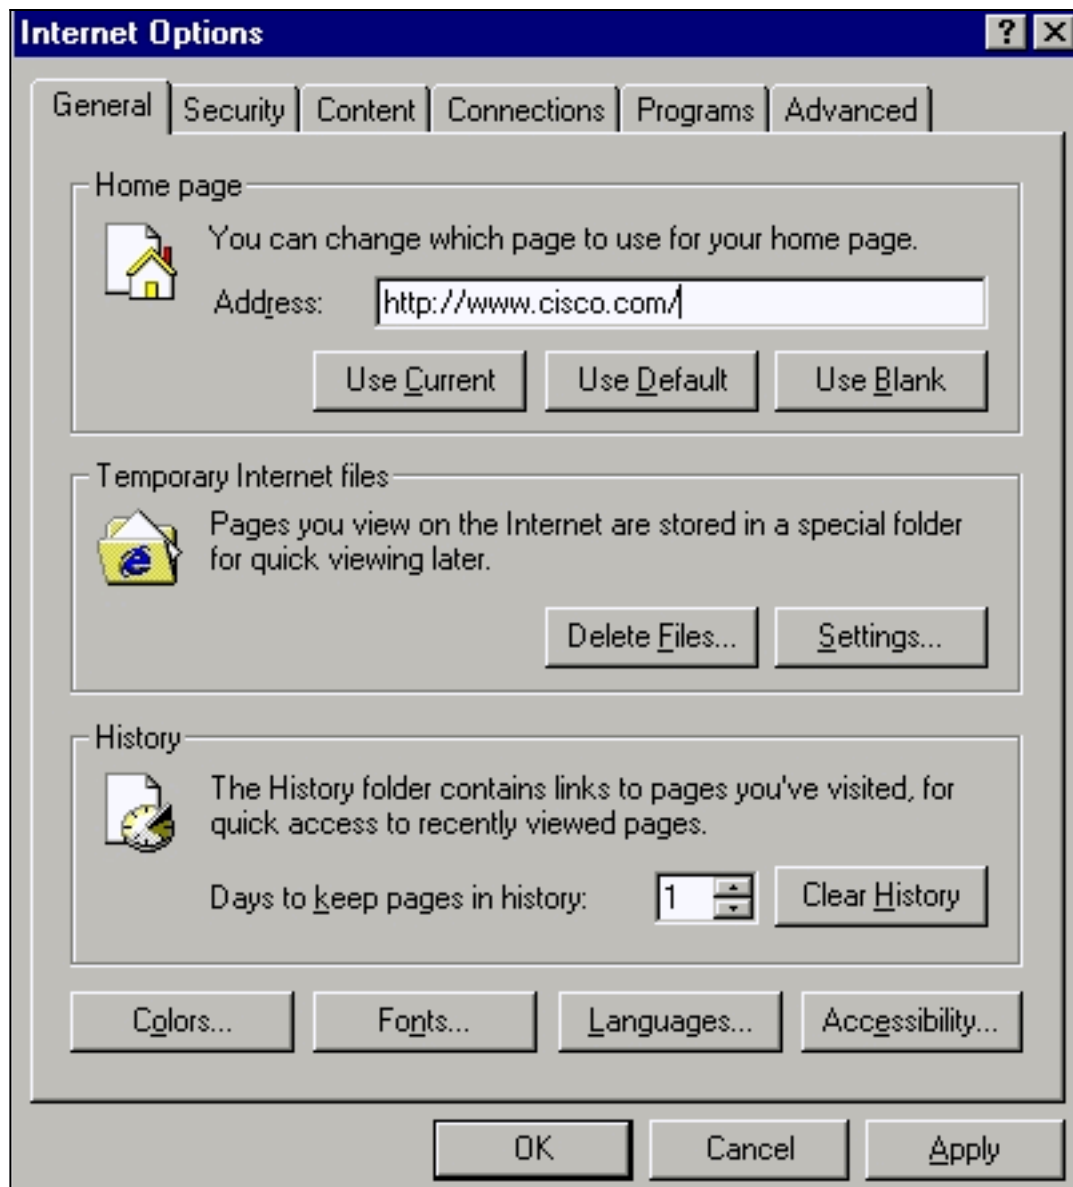 Internet Options
General Security Content Connections Programs Advanced
Home page
You can change which page to use for your home page.
Address: http://www.cisco.com/
Use Current Use Default Use Blank
Temporary Internet files
Pages you view on the Internet are stored in a special folder
for quick viewing later.
Delete Files... Settings...
History
The History folder contains links to pages you've visited, for
quick access to recently viewed pages.
Days to keep pages in history: 1 Clear History
Colors... Fonts... Languages... Accessibility...
OK Cancel Apply